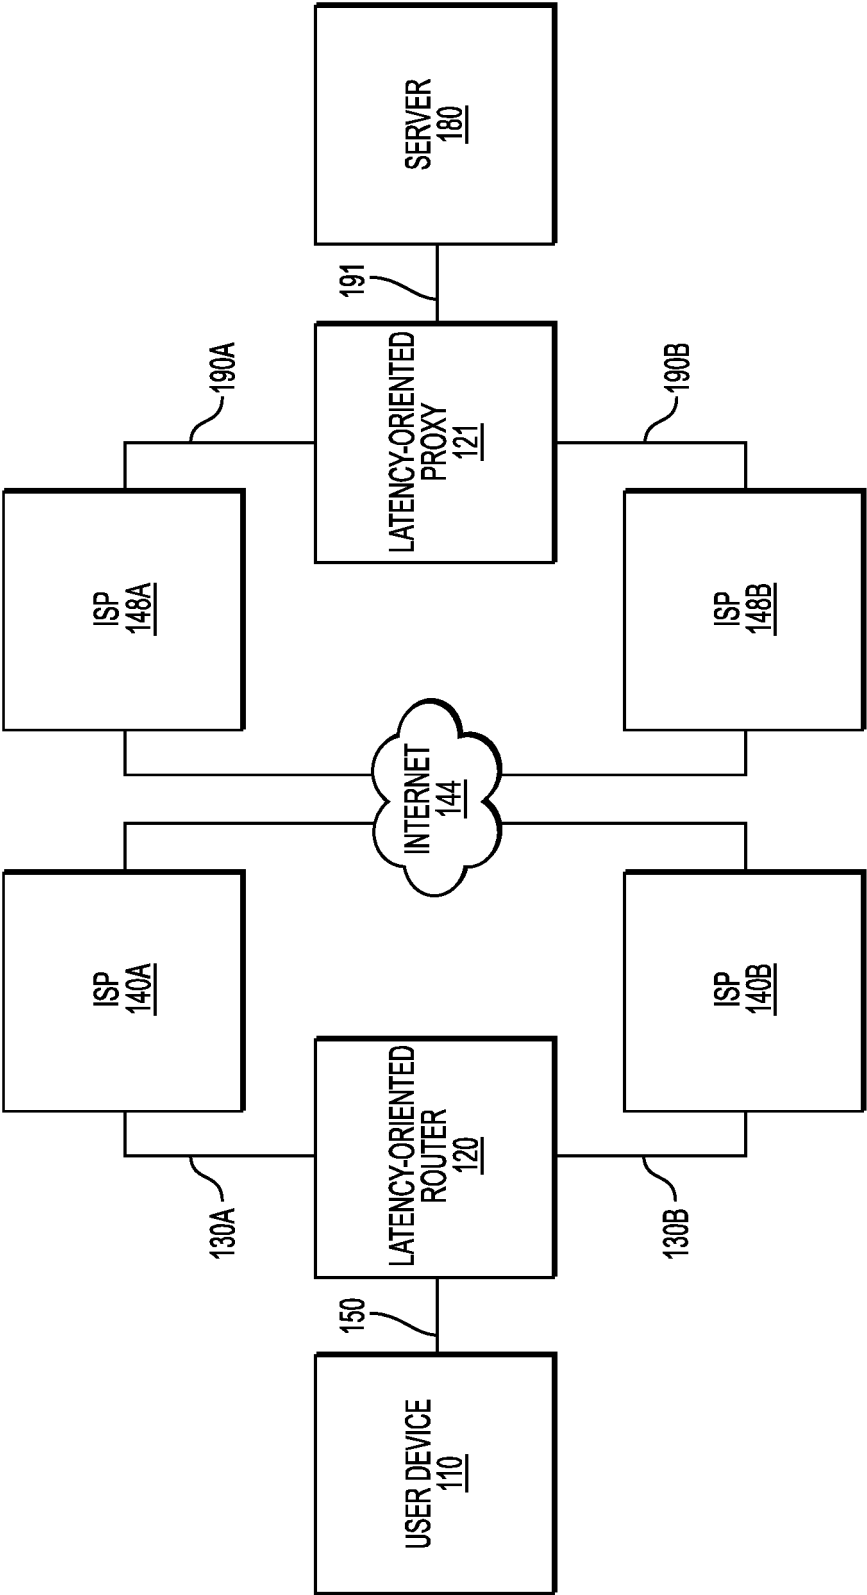 ISP
140A
ISP
148A
130A
190A
USER DEVICE
110
150
LATENCY-ORIENTED
ROUTER
120
INTERNET
144
LATENCY-ORIENTED
PROXY
121
191
SERVER
180
130B
190B
ISP
140B
ISP
148B